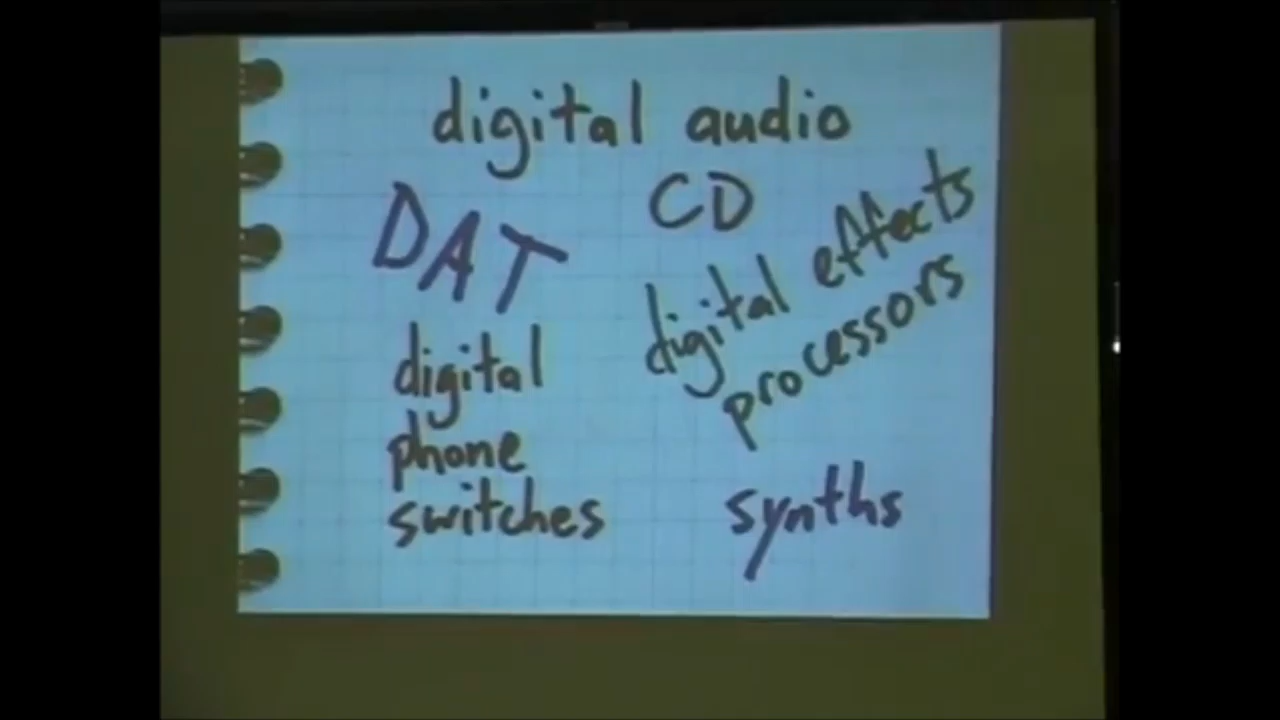 digital audio
DAT
CD
digital effects
processors
digital
phone
switches
synths